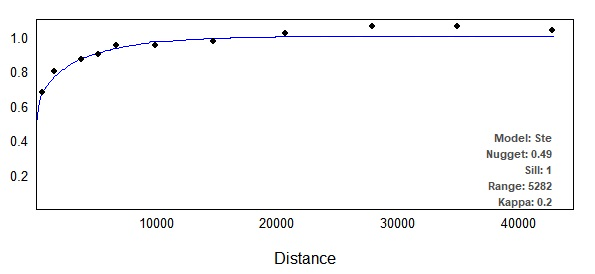 1.0
0.8
0.6
0.4
0.2
Model: Ste
Nugget: 0.49
Sill: 1
Range: 5282
Kappa: 0.2
10000 20000 30000 40000
Distance